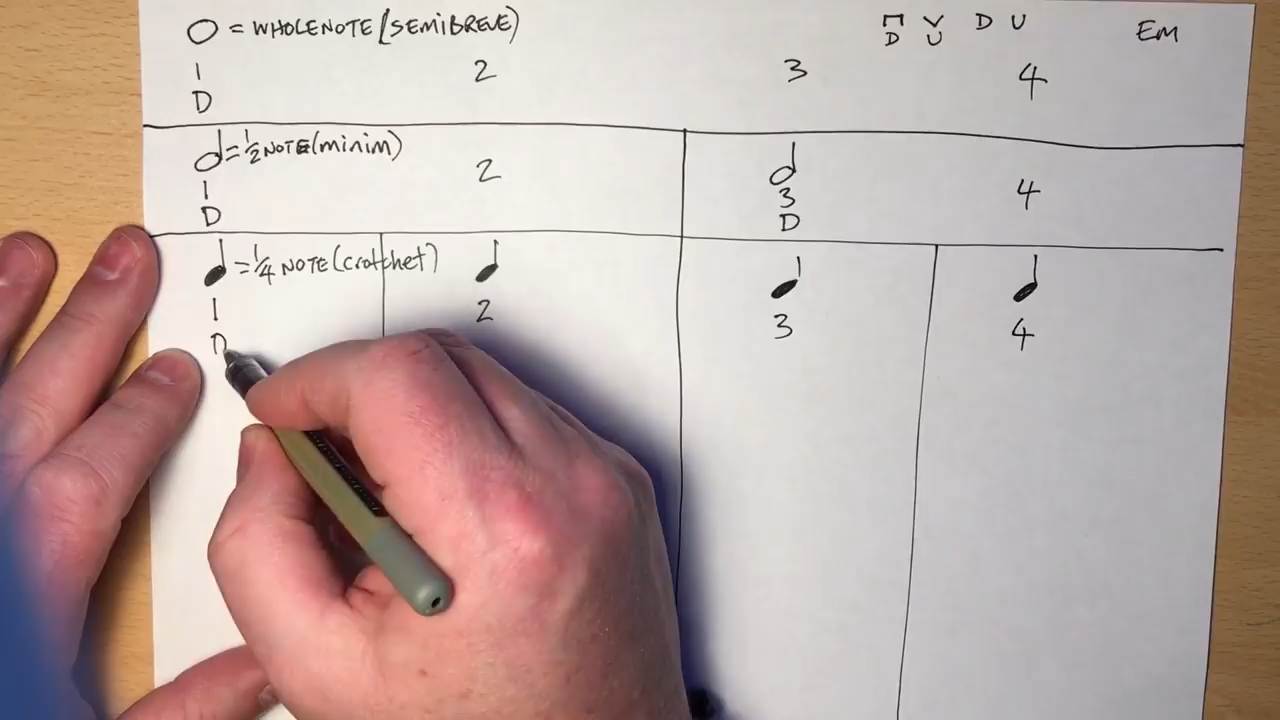 O = WHOLENOTE (SEMIBREVE)
D U
D U
Em
1 2 3 4
D
= 1/2 NOTE (minim)
1 2 3 4
D D
= 1/4 NOTE (cratchet)
1 2 3 4
D